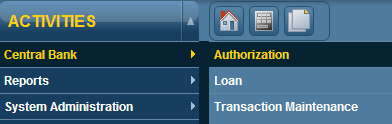 ACTIVITIES
Central Bank
Reports
System Administration
Authorization
Loan
Transaction Maintenance